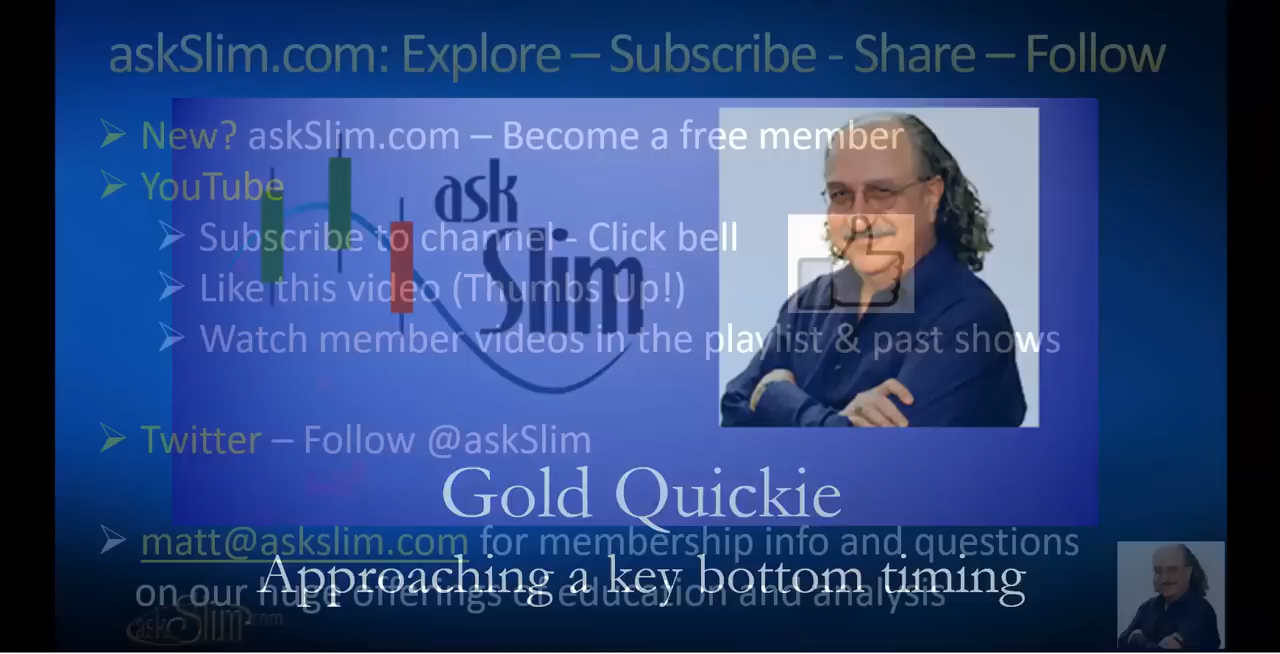 askSlim.com: Explore – Subscribe - Share – Follow
New? askSlim.com – Become a free member
YouTube
ask
Slim
Subscribe to channel - Click bell
Like this video (Thumbs Up!)
Watch member videos in the playlist & past shows
Twitter – Follow @askSlim
Gold Quickie
matt@askslim.com for membership info and questions
Approaching a key bottom timing
on our huge offerings education and analysis
askSlim.com